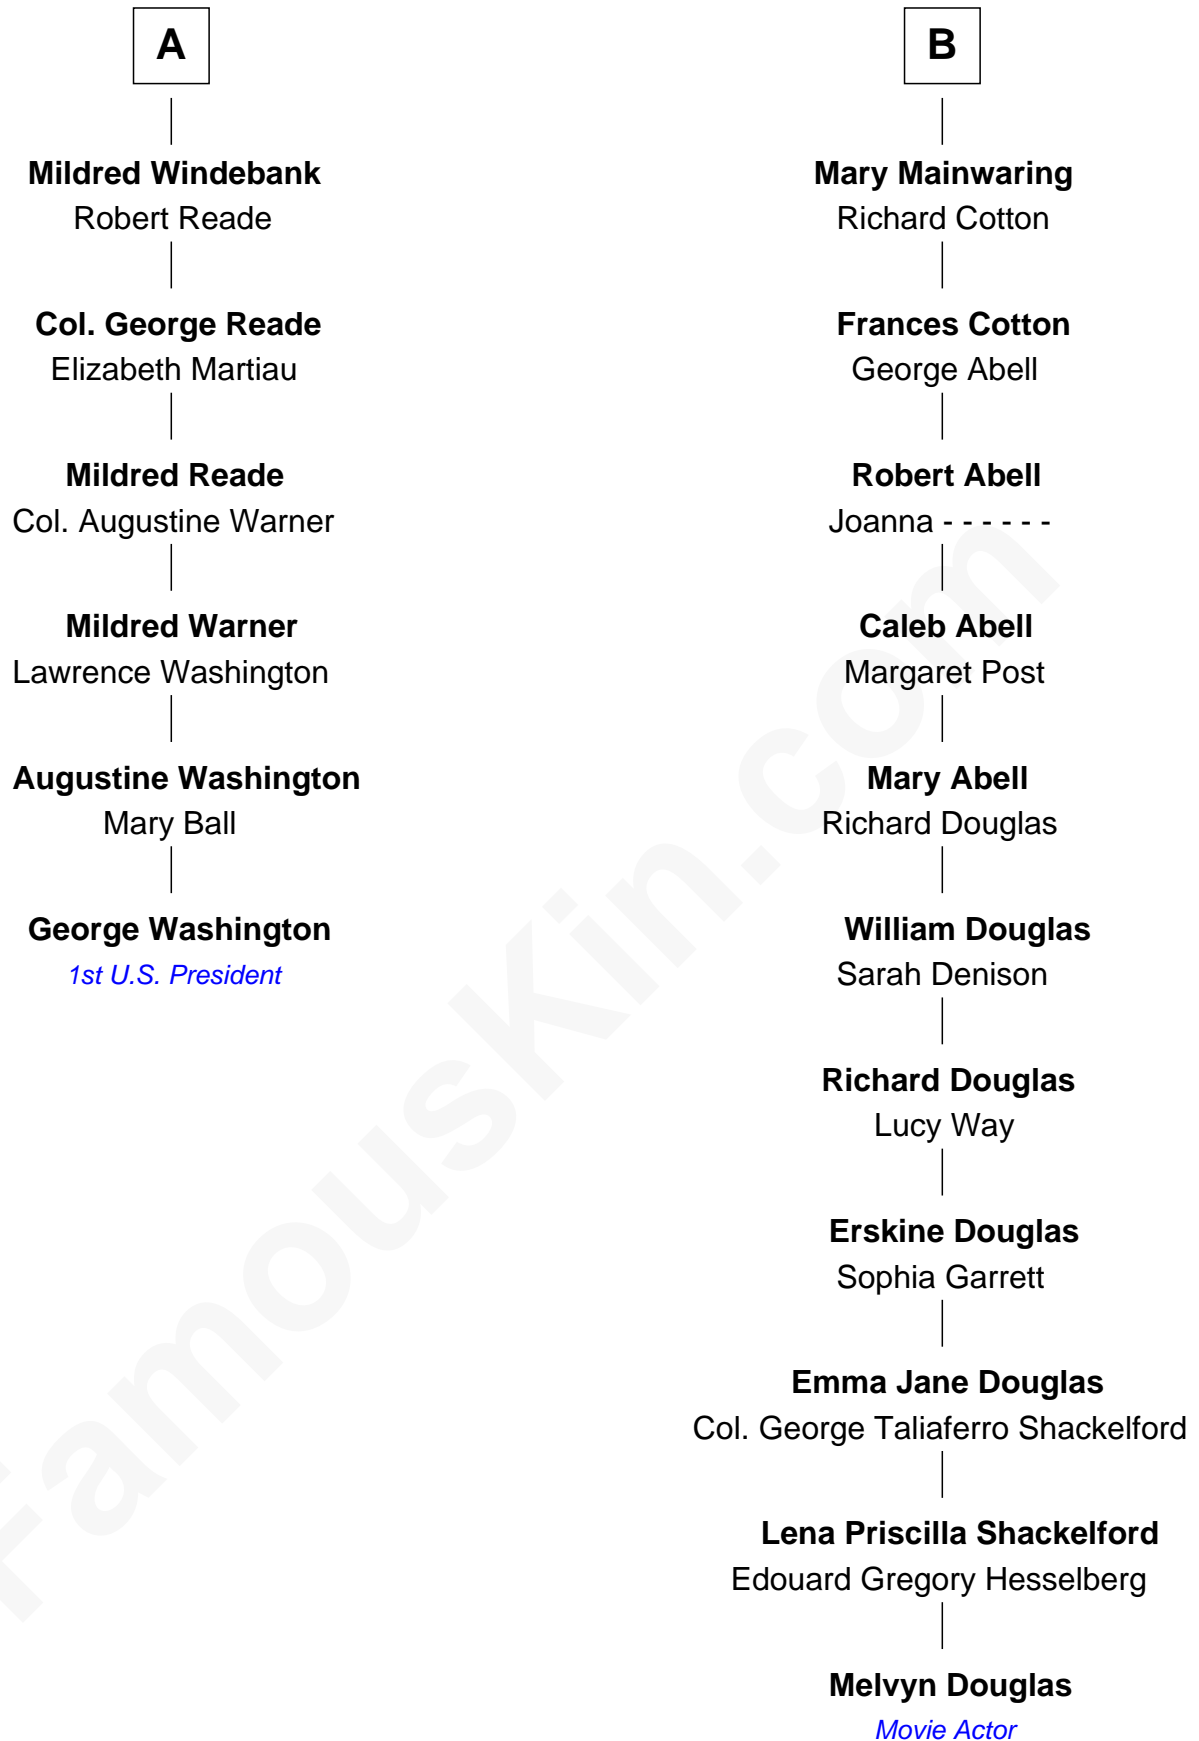 A
Mildred Windebank
Robert Reade
Col. George Reade
Elizabeth Martiau
Mildred Reade
Col. Augustine Warner
Mildred Warner
Lawrence Washington
Augustine Washington
Mary Ball
George Washington
1st U.S. President
B
Mary Mainwaring
Richard Cotton
Frances Cotton
George Abell
Robert Abell
Joanna - - - - - -
Caleb Abell
Margaret Post
Mary Abell
Richard Douglas
William Douglas
Sarah Denison
Richard Douglas
Lucy Way
Erskine Douglas
Sophia Garrett
Emma Jane Douglas
Col. George Taliaferro Shackelford
Lena Priscilla Shackelford
Edouard Gregory Hesselberg
Melvyn Douglas
Movie Actor
FamousKin.com